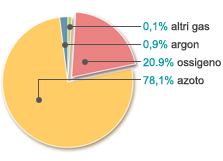 0,1% altri gas
0,9% argon
20.9% ossigeno
78,1% azoto